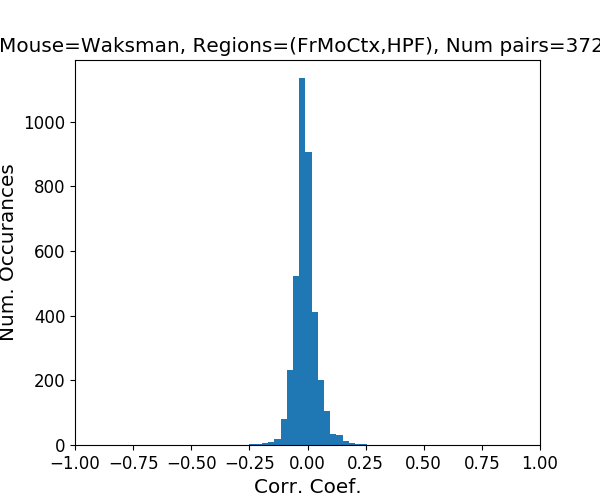 Mouse=Waksman, Regions=(FrMoCtx,HPF), Num pairs=372
Num. Occurances
1000
800
600
400
200
0
−1.00 −0.75 −0.50 −0.25 0.00 0.25 0.50 0.75 1.00
Corr. Coef.